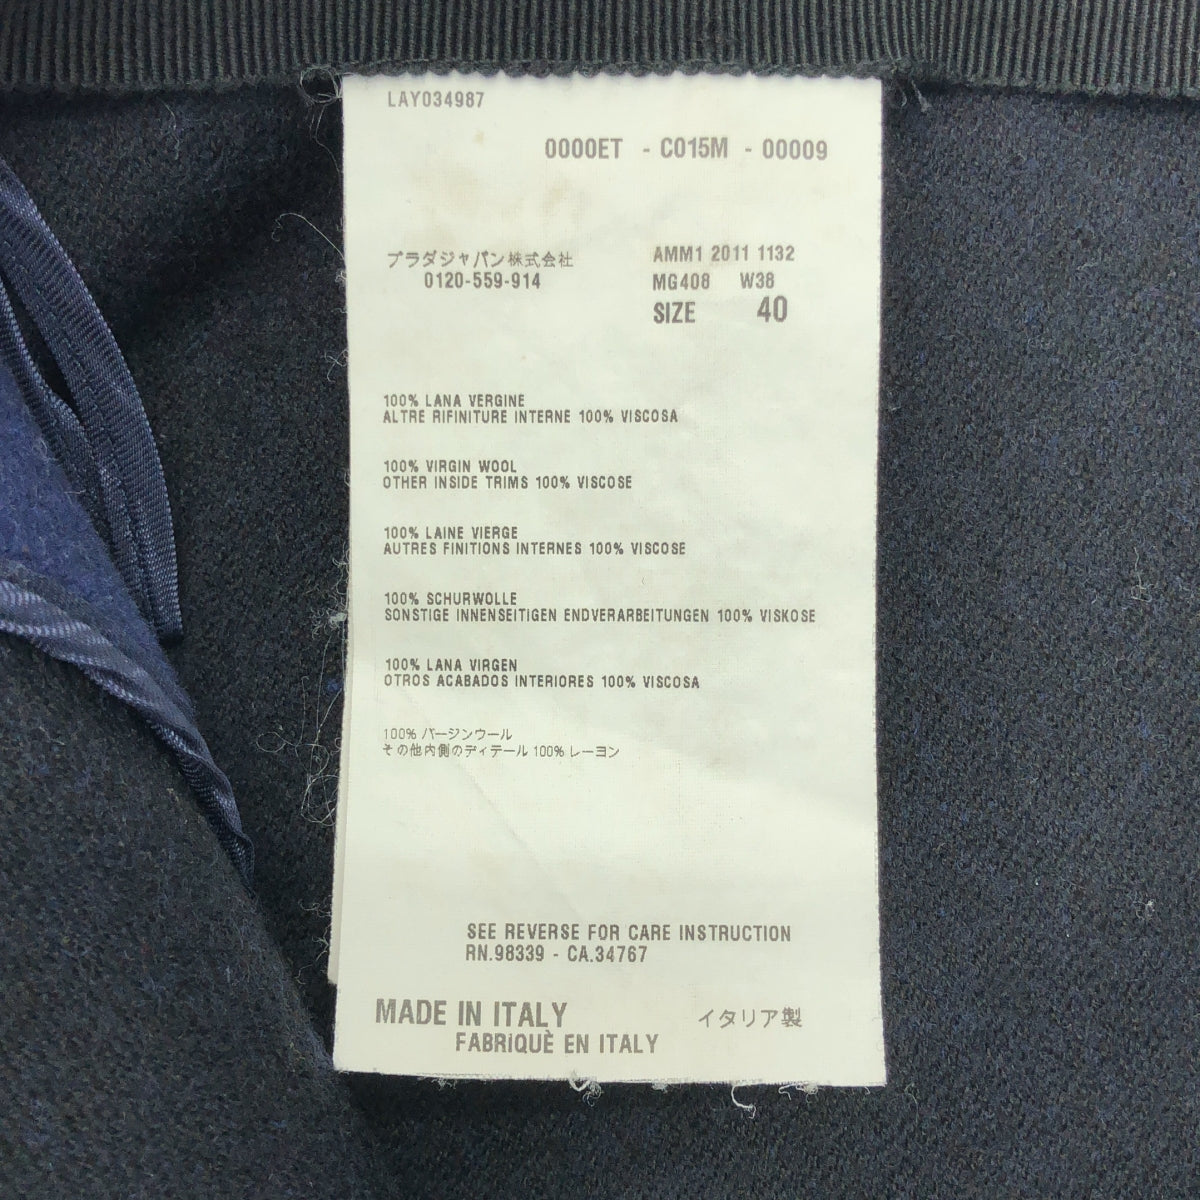 LAY034987
0000ET - C015M - 00009
プラダジャパン株式会社
0120-559-914
AMM1 2011 1132
MG408 W38
SIZE 40
100% LANA VERGINE
ALTRE RIFINITURE INTERNE 100% VISCOSA
100% VIRGIN WOOL
OTHER INSIDE TRIMS 100% VISCOSE
100% LAINE VIERGE
AUTRES FINITIONS INTERNES 100% VISCOSE
100% SCHURWOLLE
SONSTIGE INNENSEITIGEN ENDVERARBEITUNGEN 100% VISKOSE
100% LANA VIRGEN
OTROS ACABADOS INTERIORES 100% VISCOSA
100% バージンウール
その他内側のディテール 100% レーヨン
SEE REVERSE FOR CARE INSTRUCTION
RN.98339 - CA.34767
MADE IN ITALY イタリア製
FABRIQUÈ EN ITALY